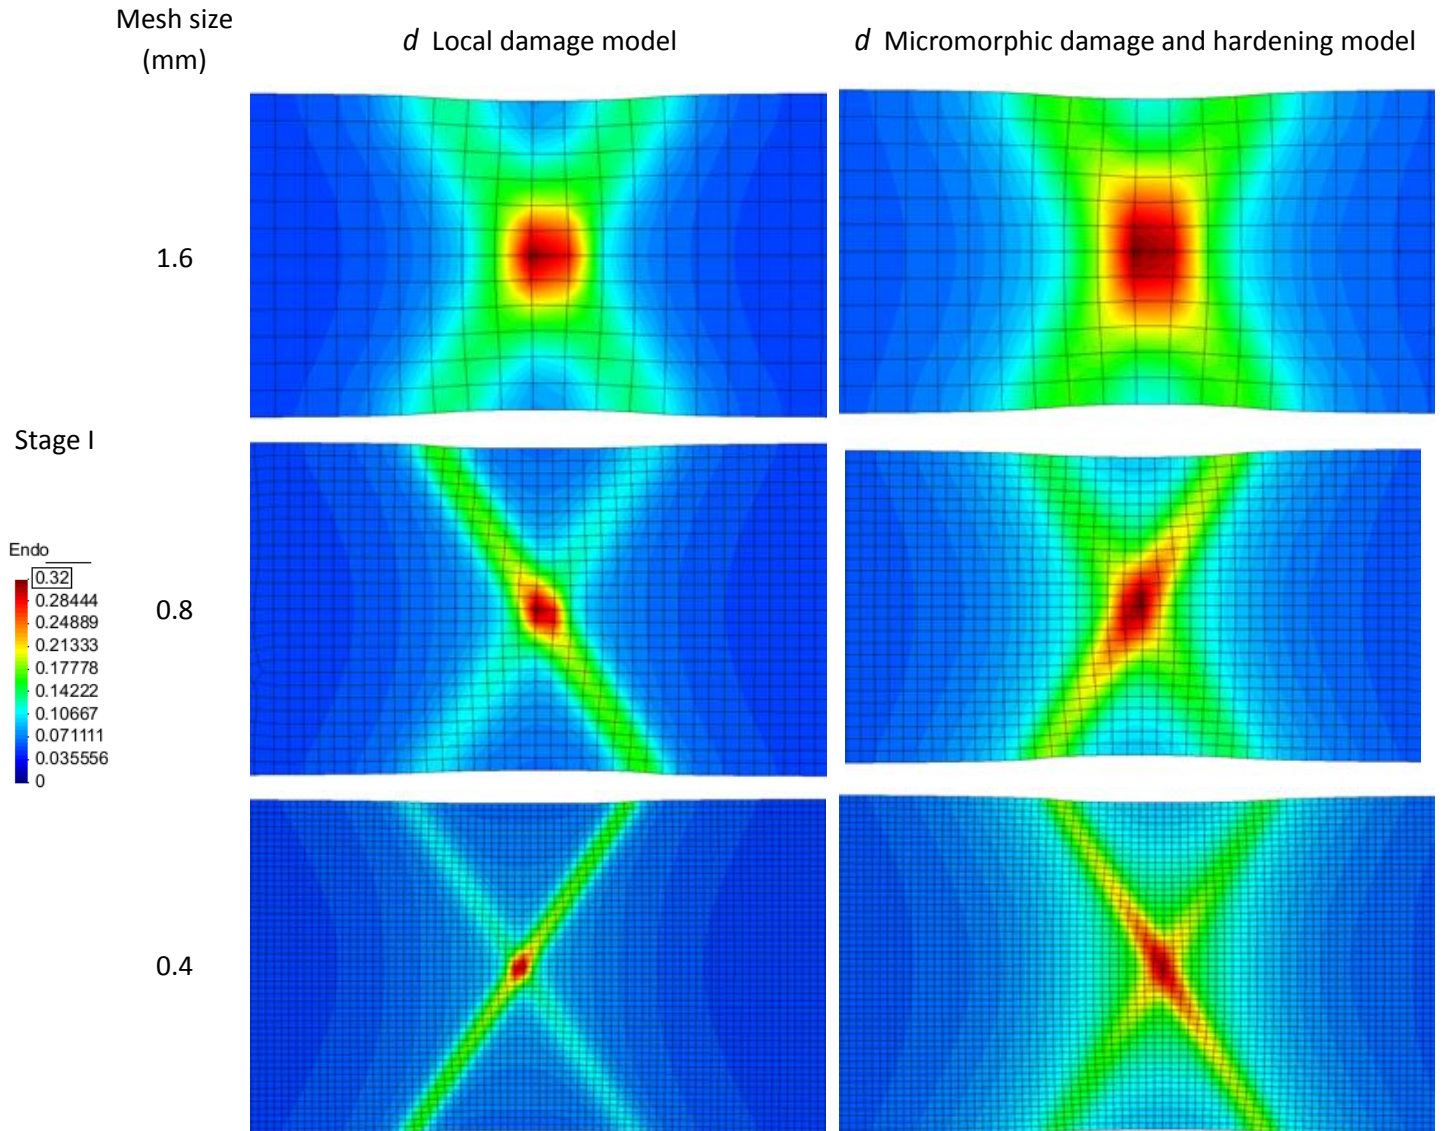 Mesh size
(mm)
d Local damage model
d Micromorphic damage and hardening model
1.6
Stage I
Endo
0.32
0.28444
0.24889
0.21333
0.17778
0.14222
0.10667
0.071111
0.035556
0
0.8
0.4